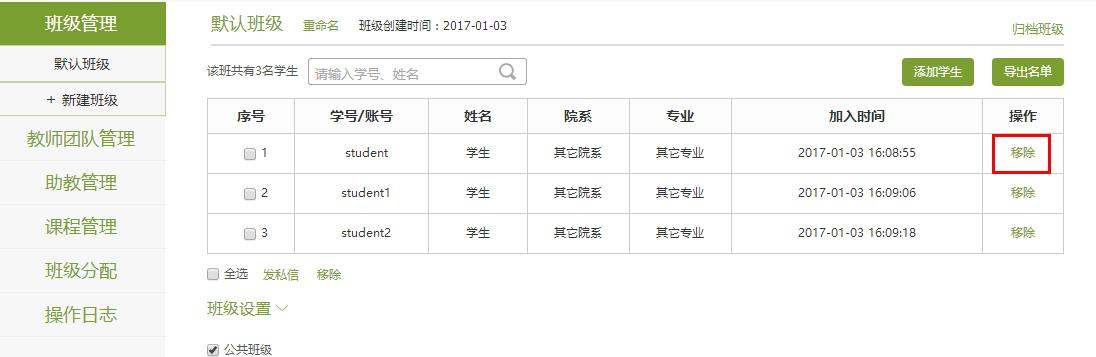 班级管理
默认班级
+ 新建班级
教师团队管理
助教管理
课程管理
班级分配
操作日志
默认班级 重命名 班级创建时间：2017-01-03 归档班级
该班共有3名学生 请输入学号、姓名 添加学生 导出名单
序号 学号/账号 姓名 院系 专业 加入时间 操作
1 student 学生 其它院系 其它专业 2017-01-03 16:08:55 移除
2 student1 学生 其它院系 其它专业 2017-01-03 16:09:06 移除
3 student2 学生 其它院系 其它专业 2017-01-03 16:09:18 移除
全选 发私信 移除
班级设置
公共班级